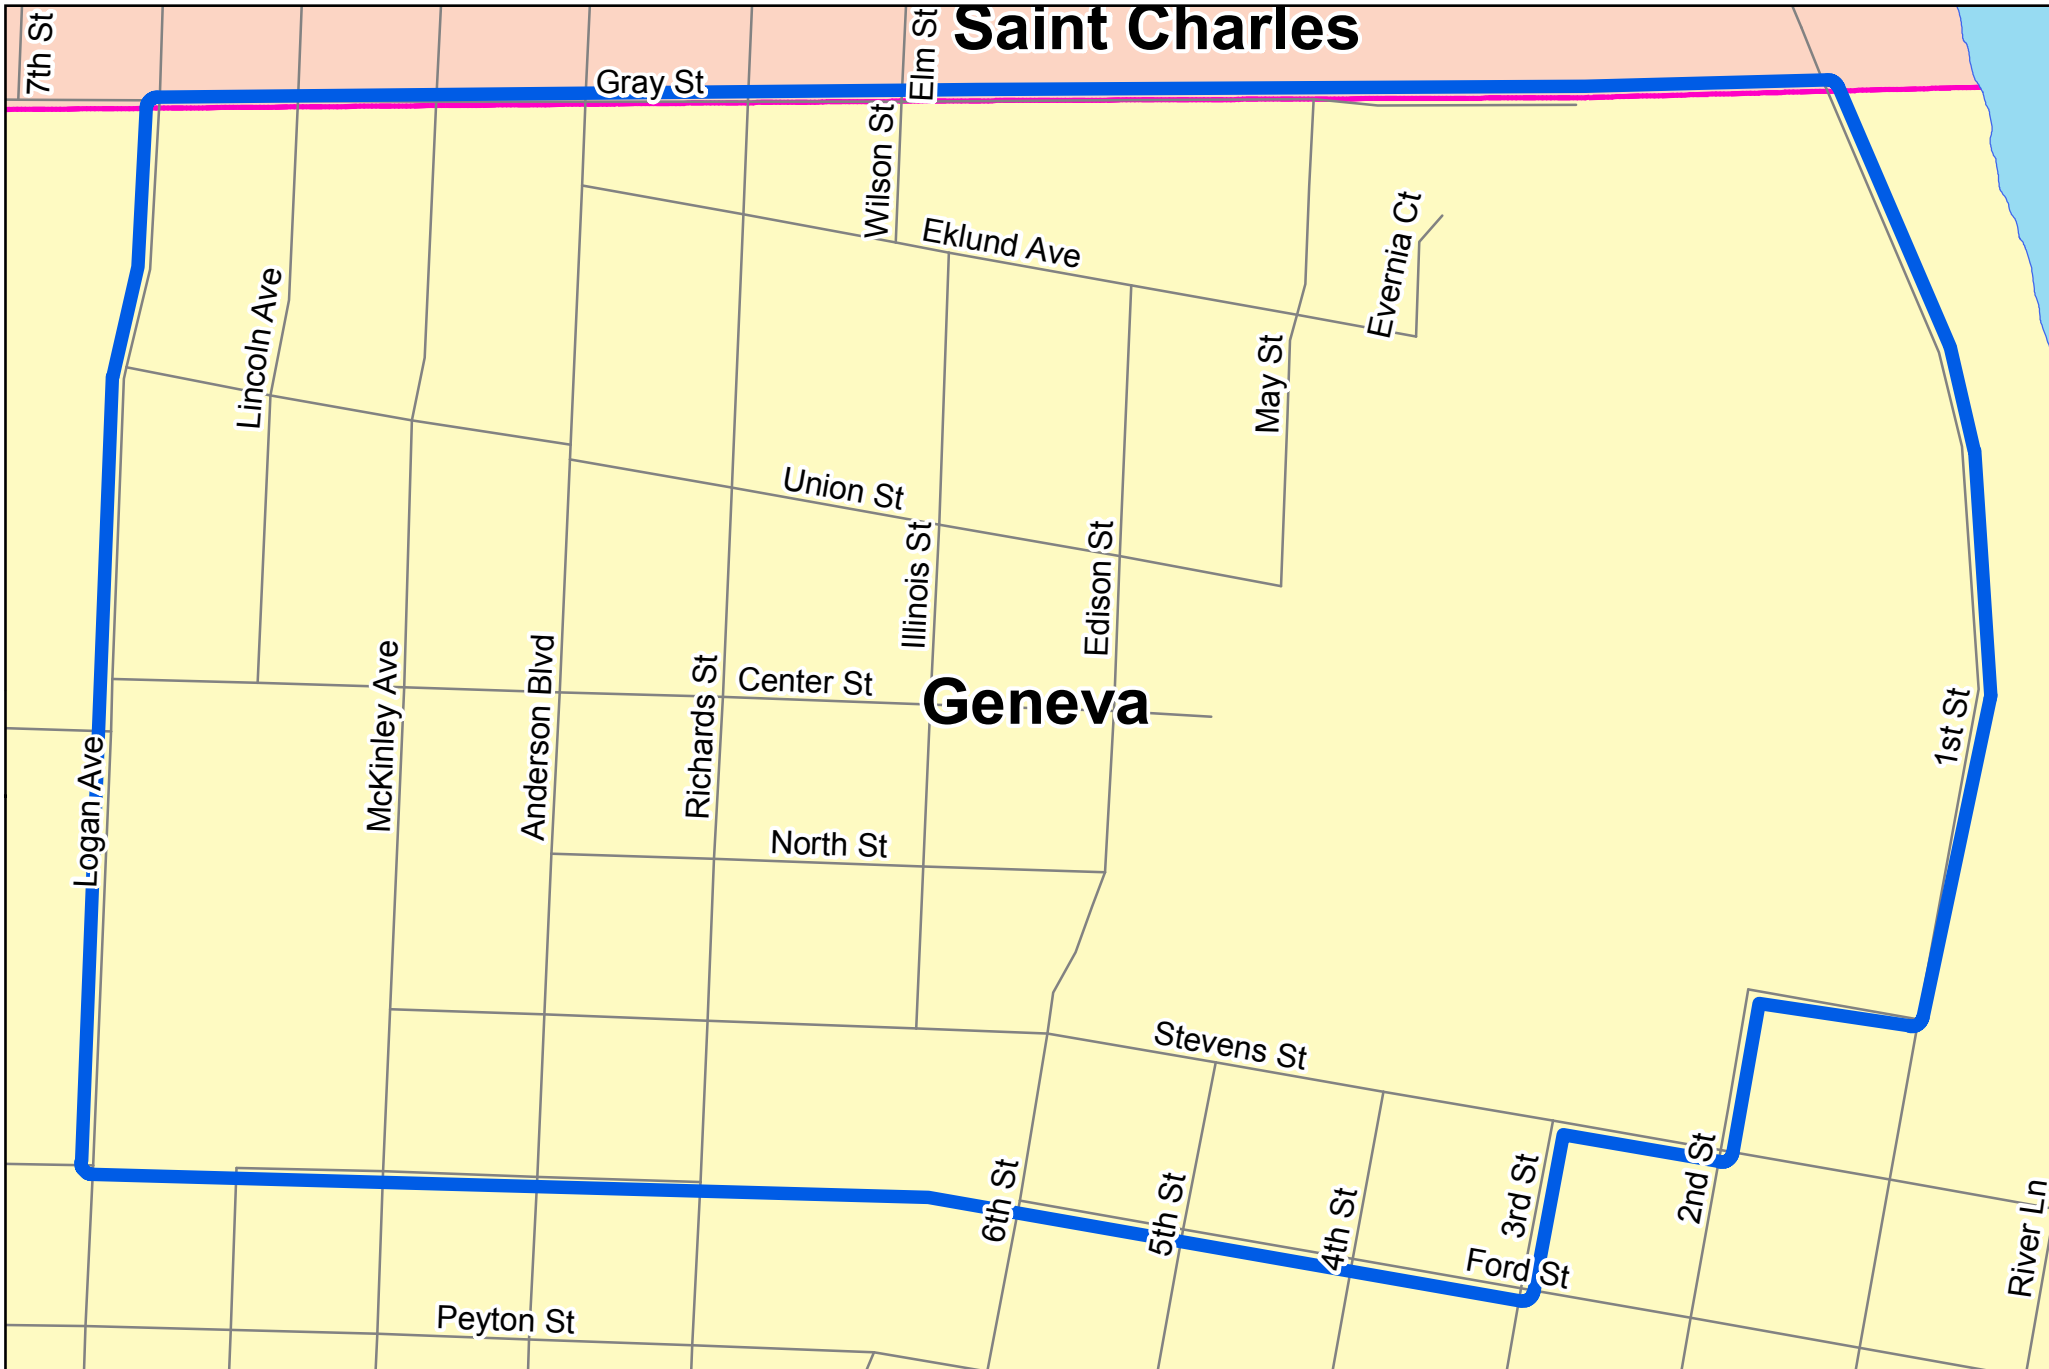 Saint Charles
7th St
Elm St
Gray St
Wilson St
Eklund Ave
Evernia Ct
Lincoln Ave
May St
Union St
Illinois St
Edison St
McKinley Ave
Anderson Blvd
Richards St
Center St
Geneva
1st St
Logan Ave
North St
Stevens St
6th St
5th St
4th St
3rd St
2nd St
River Ln
Ford St
Peyton St